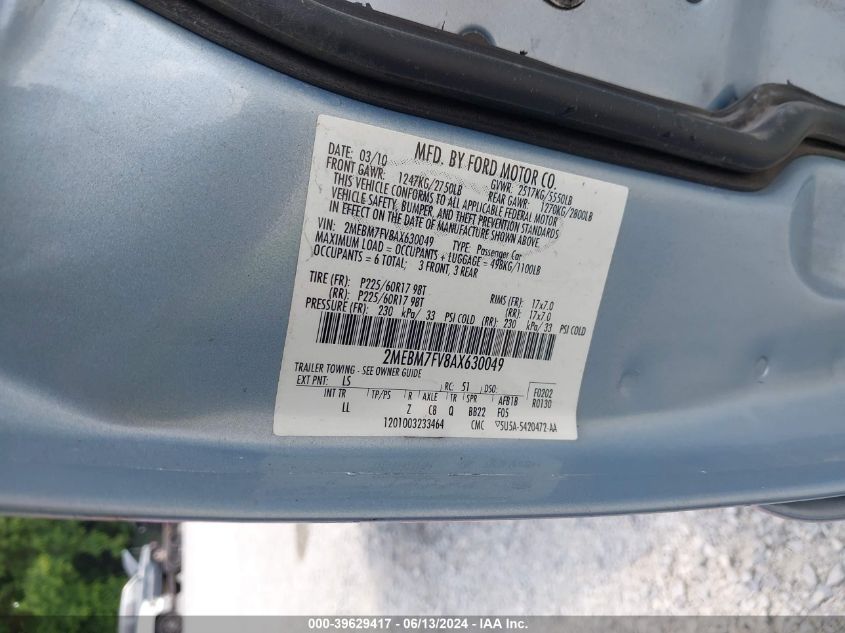 MFD. BY FORD MOTOR CO.
DATE: 03/10
GVWR: 2517KG/5550LB
FRONT GAWR: 1247KG/2750LB
REAR GAWR: 1270KG/2800LB
THIS VEHICLE CONFORMS TO ALL APPLICABLE FEDERAL MOTOR
VEHICLE SAFETY, BUMPER, AND THEFT PREVENTION STANDARDS
IN EFFECT ON THE DATE OF MANUFACTURE SHOWN ABOVE.
VIN: 2MEBM7FV8AX630049 TYPE: Passenger Car
MAXIMUM LOAD = OCCUPANTS + LUGGAGE = 498KG/1100LB
OCCUPANTS = 6 TOTAL; 3 FRONT, 3 REAR
TIRE (FR): P225/60R17 98T RIMS (FR): 17x7.0
(RR): P225/60R17 98T (RR): 17x7.0
PRESSURE (FR): 230 kPa/ 33 PSI COLD (RR): 230 kPa/ 33 PSI COLD
2MEBM7FV8AX630049
TRAILER TOWING - SEE OWNER GUIDE
EXT PNT: LS RC: 51 DSO: F0202
INT TR TP/PS R AXLE TR SPR AFB1B R0130
LL Z CB Q BB22 F05
1201003233464 CMC 5U5A-5420472-AA
000-39629417 - 06/13/2024 - IAA Inc.